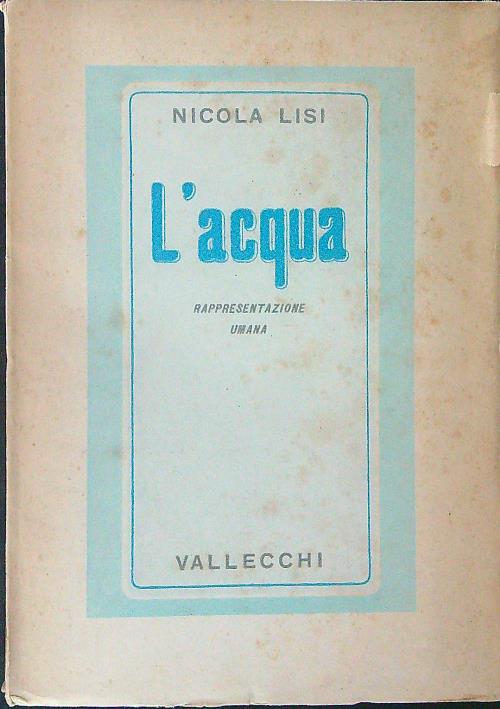 NICOLA LISI
L'acqua
RAPPRESENTAZIONE
UMANA
VALLECCHI